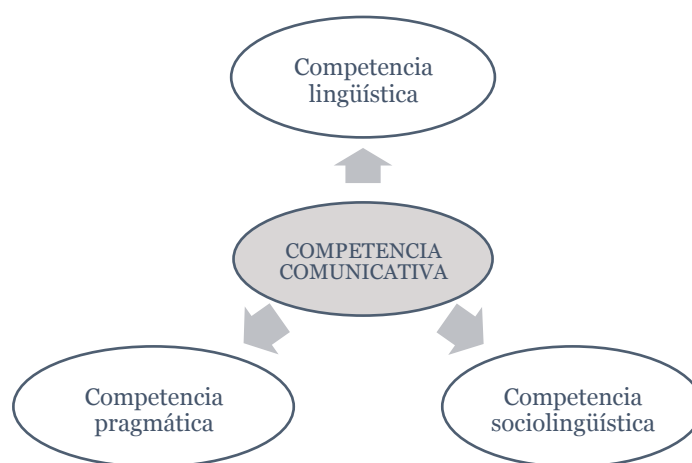 Competencia
lingüística
COMPETENCIA
COMUNICATIVA
Competencia
pragmática
Competencia
sociolingüística